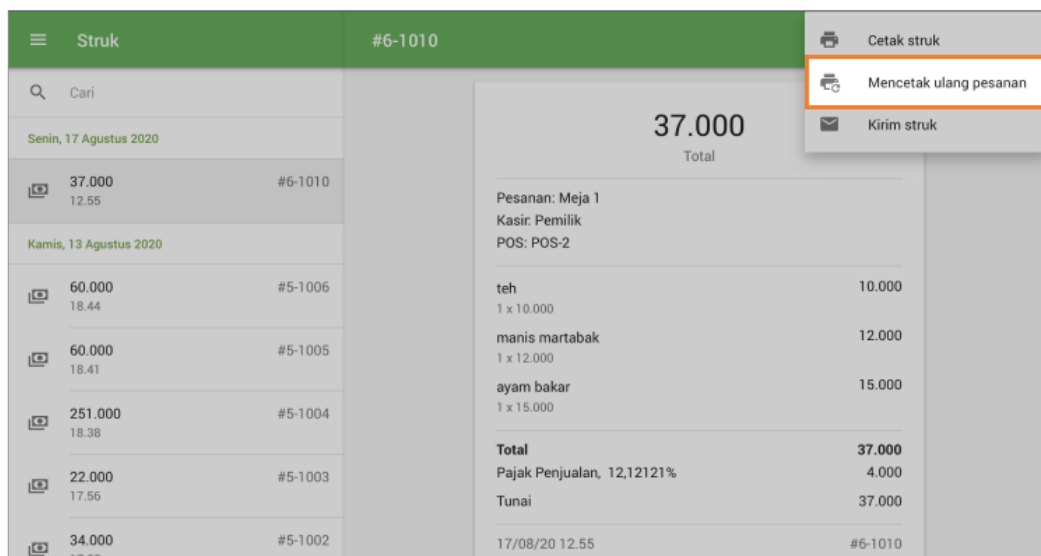 Struk
#6-1010
Cetak struk
Mencetak ulang pesanan
Kirim struk
Cari
Senin, 17 Agustus 2020
37.000 #6-1010
12.55
Kamis, 13 Agustus 2020
60.000 #5-1006
18.44
60.000 #5-1005
18.41
251.000 #5-1004
18.38
22.000 #5-1003
17.56
34.000 #5-1002
37.000
Total
Pesanan: Meja 1
Kasir: Pemilik
POS: POS-2
teh 10.000
1 x 10.000
manis martabak 12.000
1 x 12.000
ayam bakar 15.000
1 x 15.000
Total 37.000
Pajak Penjualan, 12,12121% 4.000
Tunai 37.000
17/08/20 12.55 #6-1010